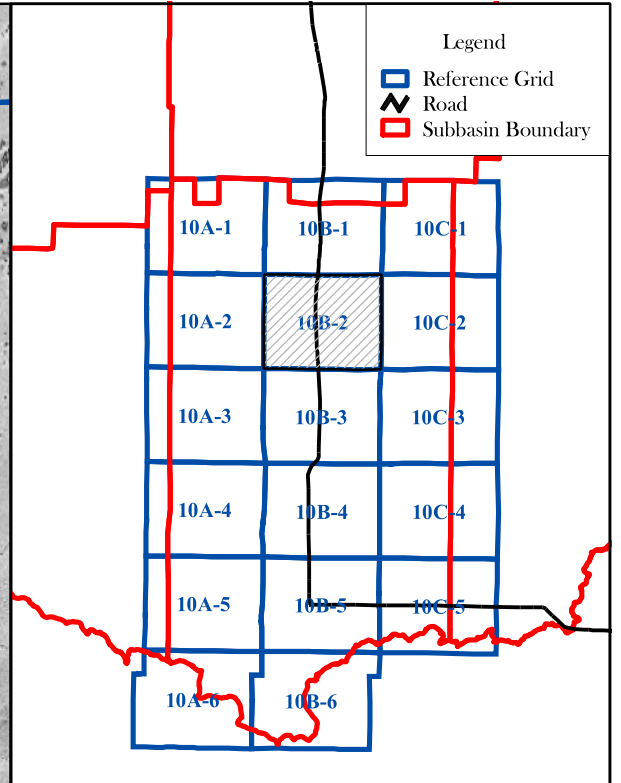 Legend
Reference Grid
Road
Subbasin Boundary
10A-1 10B-1 10C-1
10A-2 10B-2 10C-2
10A-3 10B-3 10C-3
10A-4 10B-4 10C-4
10A-5 10B-5 10C-5
10A-6 10B-6